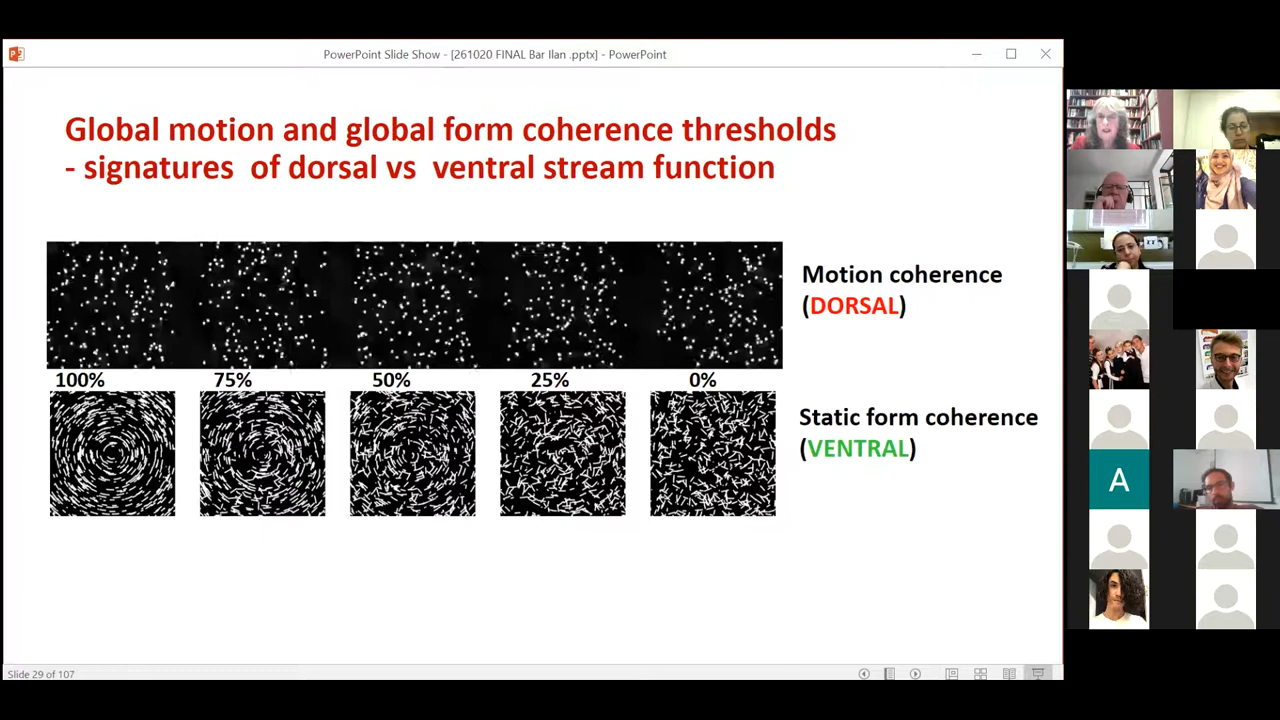 PowerPoint Slide Show - [261020 FINAL Bar Ilan .pptx] - PowerPoint
Global motion and global form coherence thresholds
- signatures of dorsal vs ventral stream function
Motion coherence
(DORSAL)
100% 75% 50% 25% 0%
Static form coherence
(VENTRAL)
A
Slide 29 of 107